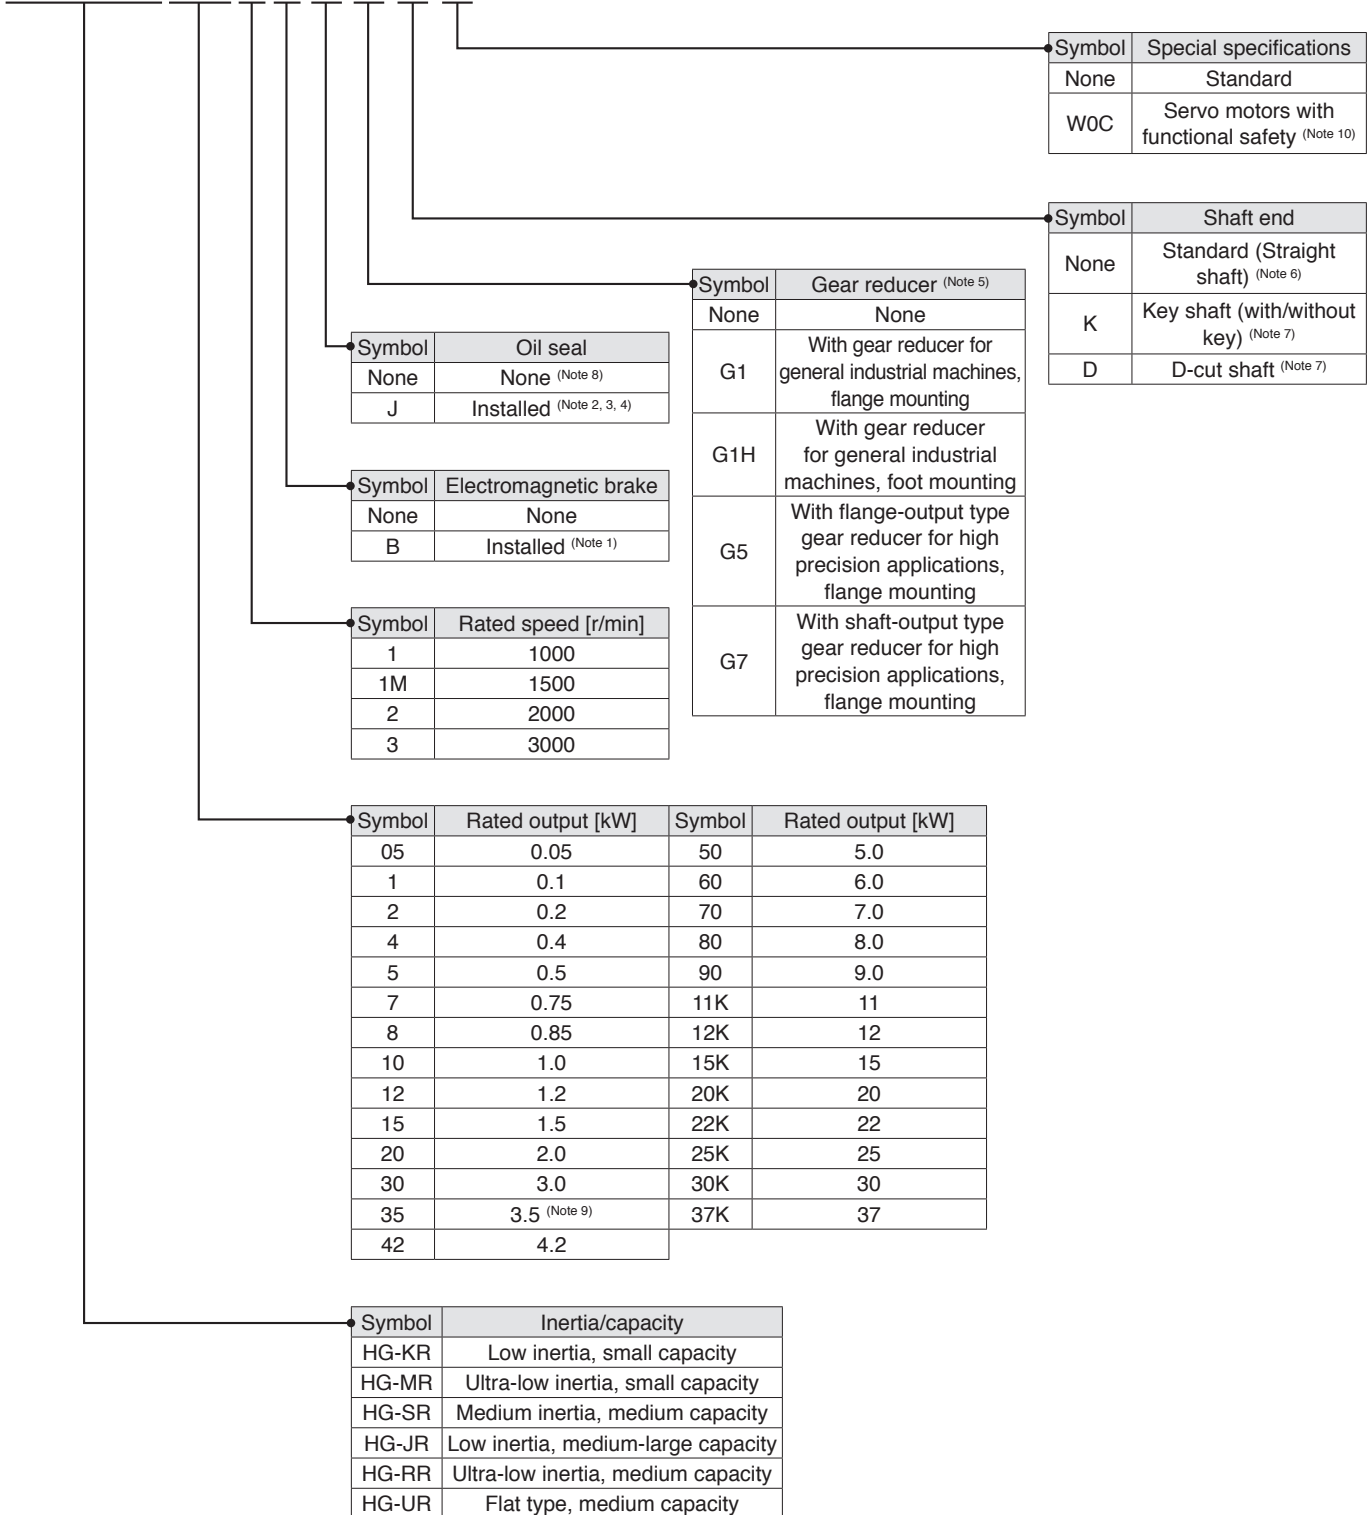 Symbol Special specifications
None Standard
W0C Servo motors with
functional safety (Note 10)
Symbol Shaft end
None Standard (Straight
shaft) (Note 6)
K Key shaft (with/without
key) (Note 7)
D D-cut shaft (Note 7)
Symbol Gear reducer (Note 5)
None None
G1 With gear reducer for
general industrial machines,
flange mounting
G1H With gear reducer
for general industrial
machines, foot mounting
G5 With flange-output type
gear reducer for high
precision applications,
flange mounting
G7 With shaft-output type
gear reducer for high
precision applications,
flange mounting
Symbol Oil seal
None None (Note 8)
J Installed (Note 2, 3, 4)
Symbol Electromagnetic brake
None None
B Installed (Note 1)
Symbol Rated speed [r/min]
1 1000
1M 1500
2 2000
3 3000
Symbol Rated output [kW] Symbol Rated output [kW]
05 0.05 50 5.0
1 0.1 60 6.0
2 0.2 70 7.0
4 0.4 80 8.0
5 0.5 90 9.0
7 0.75 11K 11
8 0.85 12K 12
10 1.0 15K 15
12 1.2 20K 20
15 1.5 22K 22
20 2.0 25K 25
30 3.0 30K 30
35 3.5 (Note 9) 37K 37
42 4.2
Symbol Inertia/capacity
HG-KR Low inertia, small capacity
HG-MR Ultra-low inertia, small capacity
HG-SR Medium inertia, medium capacity
HG-JR Low inertia, medium-large capacity
HG-RR Ultra-low inertia, medium capacity
HG-UR Flat type, medium capacity